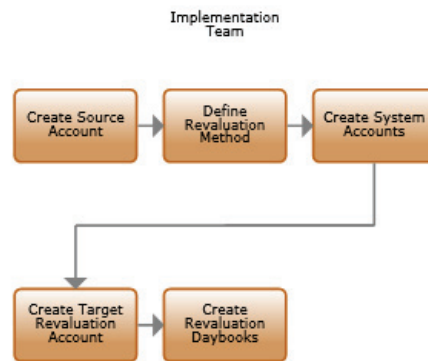 Implementation
Team
Create Source
Account
Define
Revaluation
Method
Create System
Accounts
Create Target
Revaluation
Account
Create
Revaluation
Daybooks